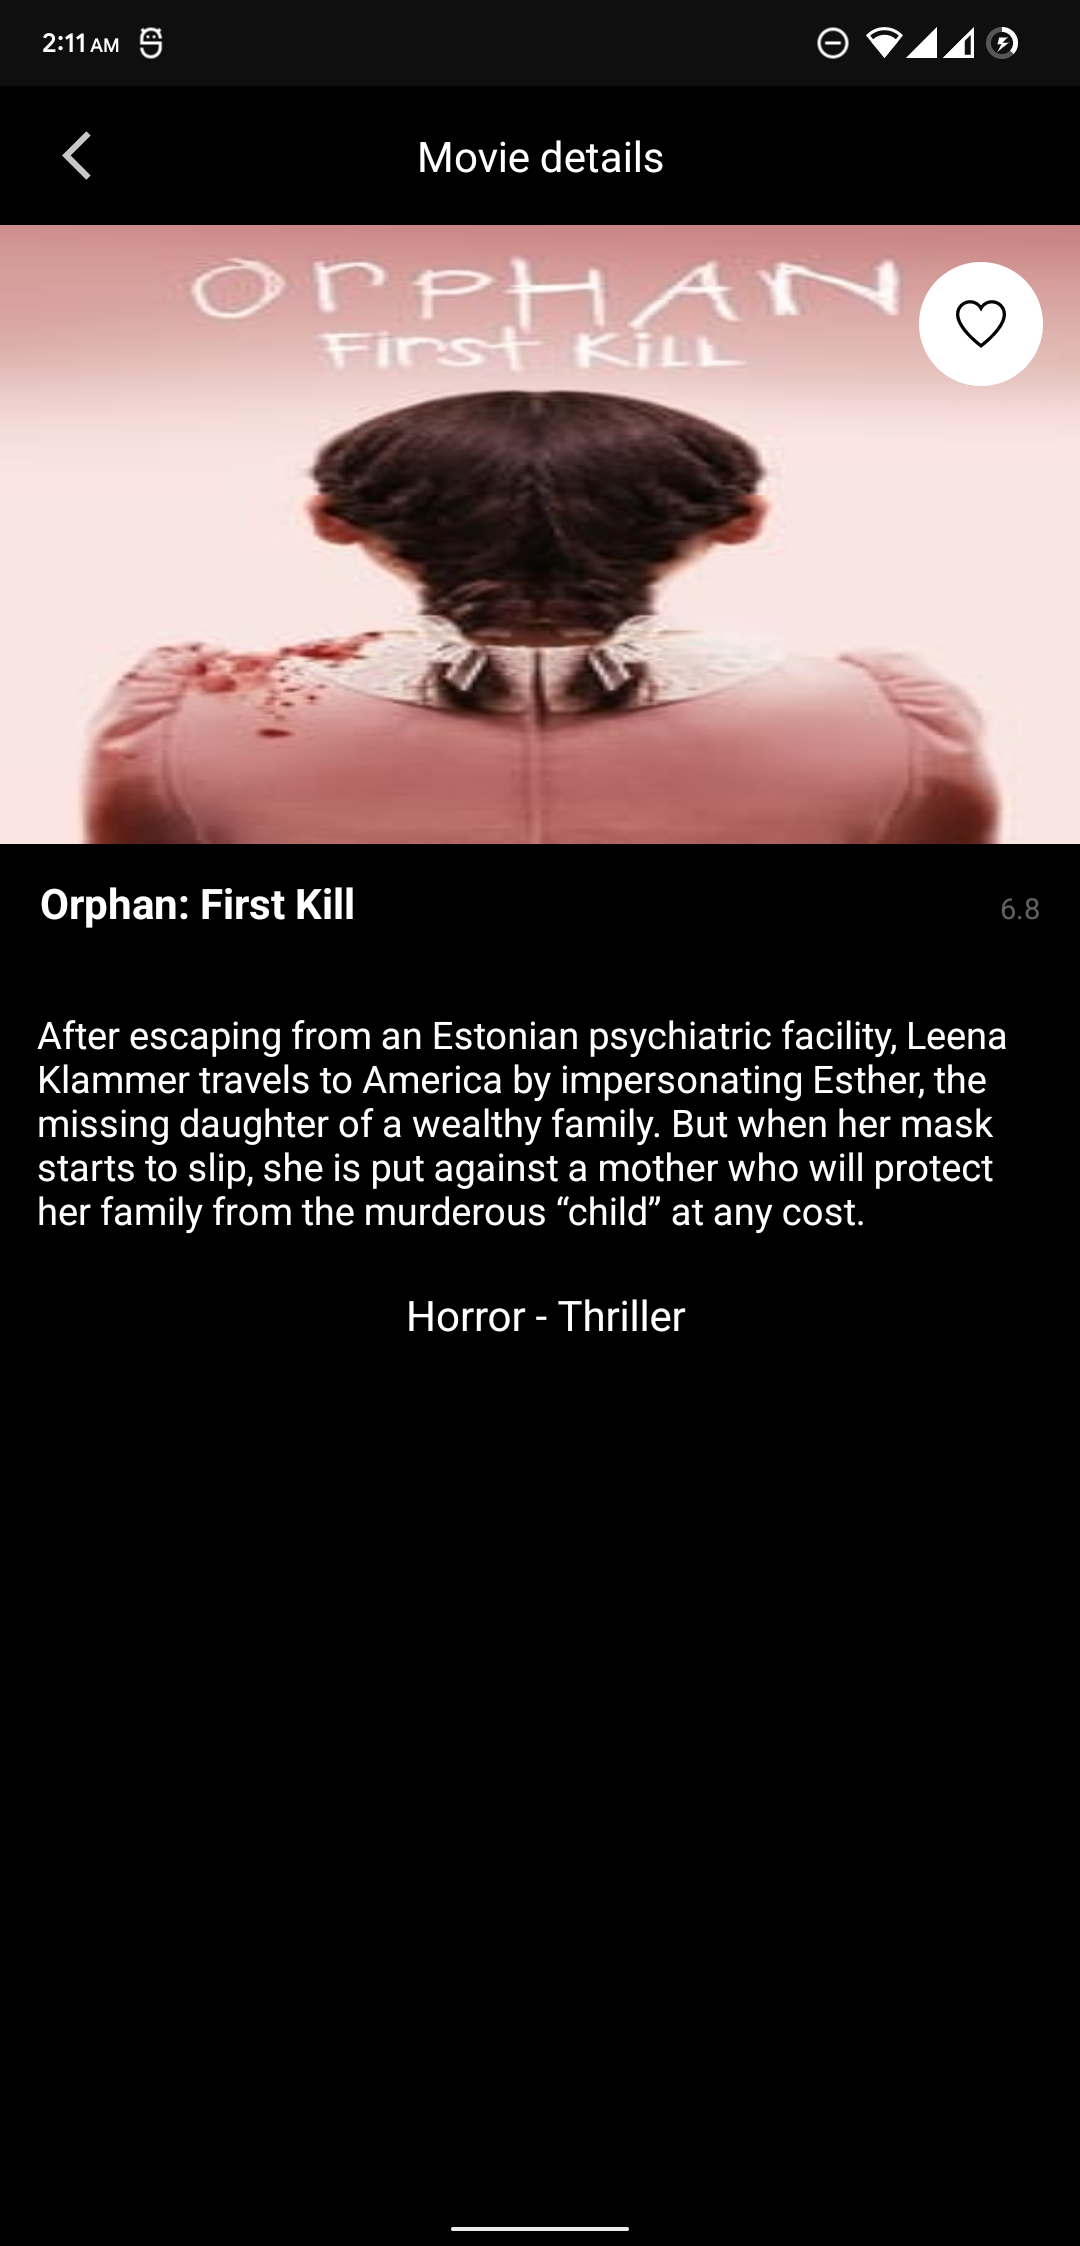 2:11 AM
Movie details
OrPHAN
First KiLL
Orphan: First Kill
6.8
After escaping from an Estonian psychiatric facility, Leena
Klammer travels to America by impersonating Esther, the
missing daughter of a wealthy family. But when her mask
starts to slip, she is put against a mother who will protect
her family from the murderous “child” at any cost.
Horror - Thriller